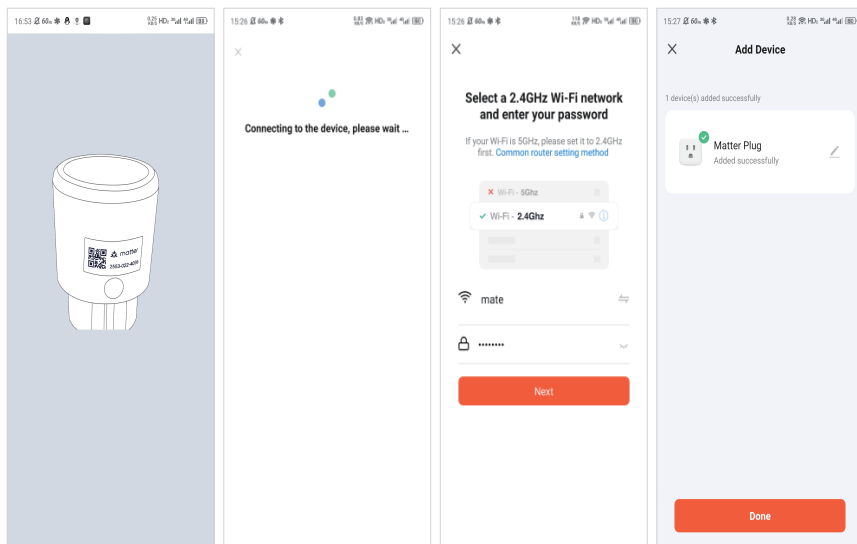 16:53
matter
15:26
Connecting to the device, please wait ...
15:26
Select a 2.4GHz Wi-Fi network
and enter your password
If your Wi-Fi is 5GHz, please set it to 2.4GHz
first. Common router setting method
Wi-Fi - 5Ghz
Wi-Fi - 2.4Ghz
mate
••••••••
Next
15:27
Add Device
1 device(s) added successfully
Matter Plug
Added successfully
Done